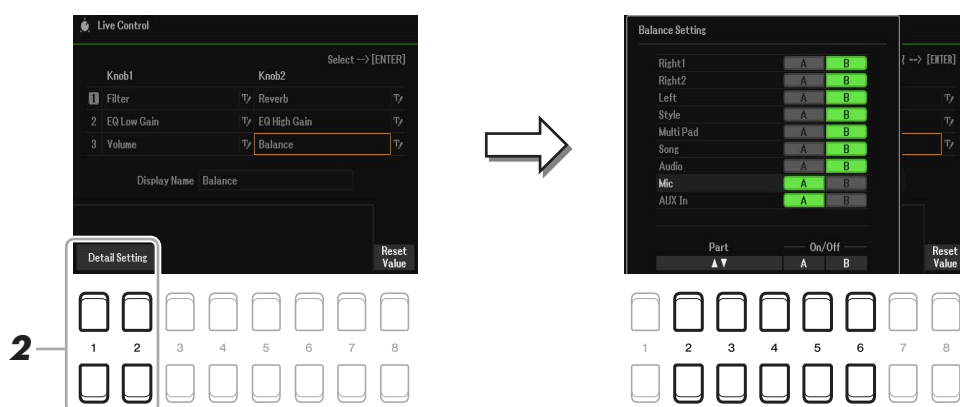 Live Control
Select --> [ENTER]
Knob1 Knob2
1 Filter Reverb
2 EQ Low Gain EQ High Gain
3 Volume Balance
Display Name Balance
Detail Setting
Reset
Value
2
1 2 3 4 5 6 7 8
Balance Setting
--> [ENTER]
Right1 A B
Right2 A B
Left A B
Style A B
Multi Pad A B
Song A B
Audio A B
Mic A B
AUX In A B
Part On/Off
▲▼ A B
Reset
Value
1 2 3 4 5 6 7 8